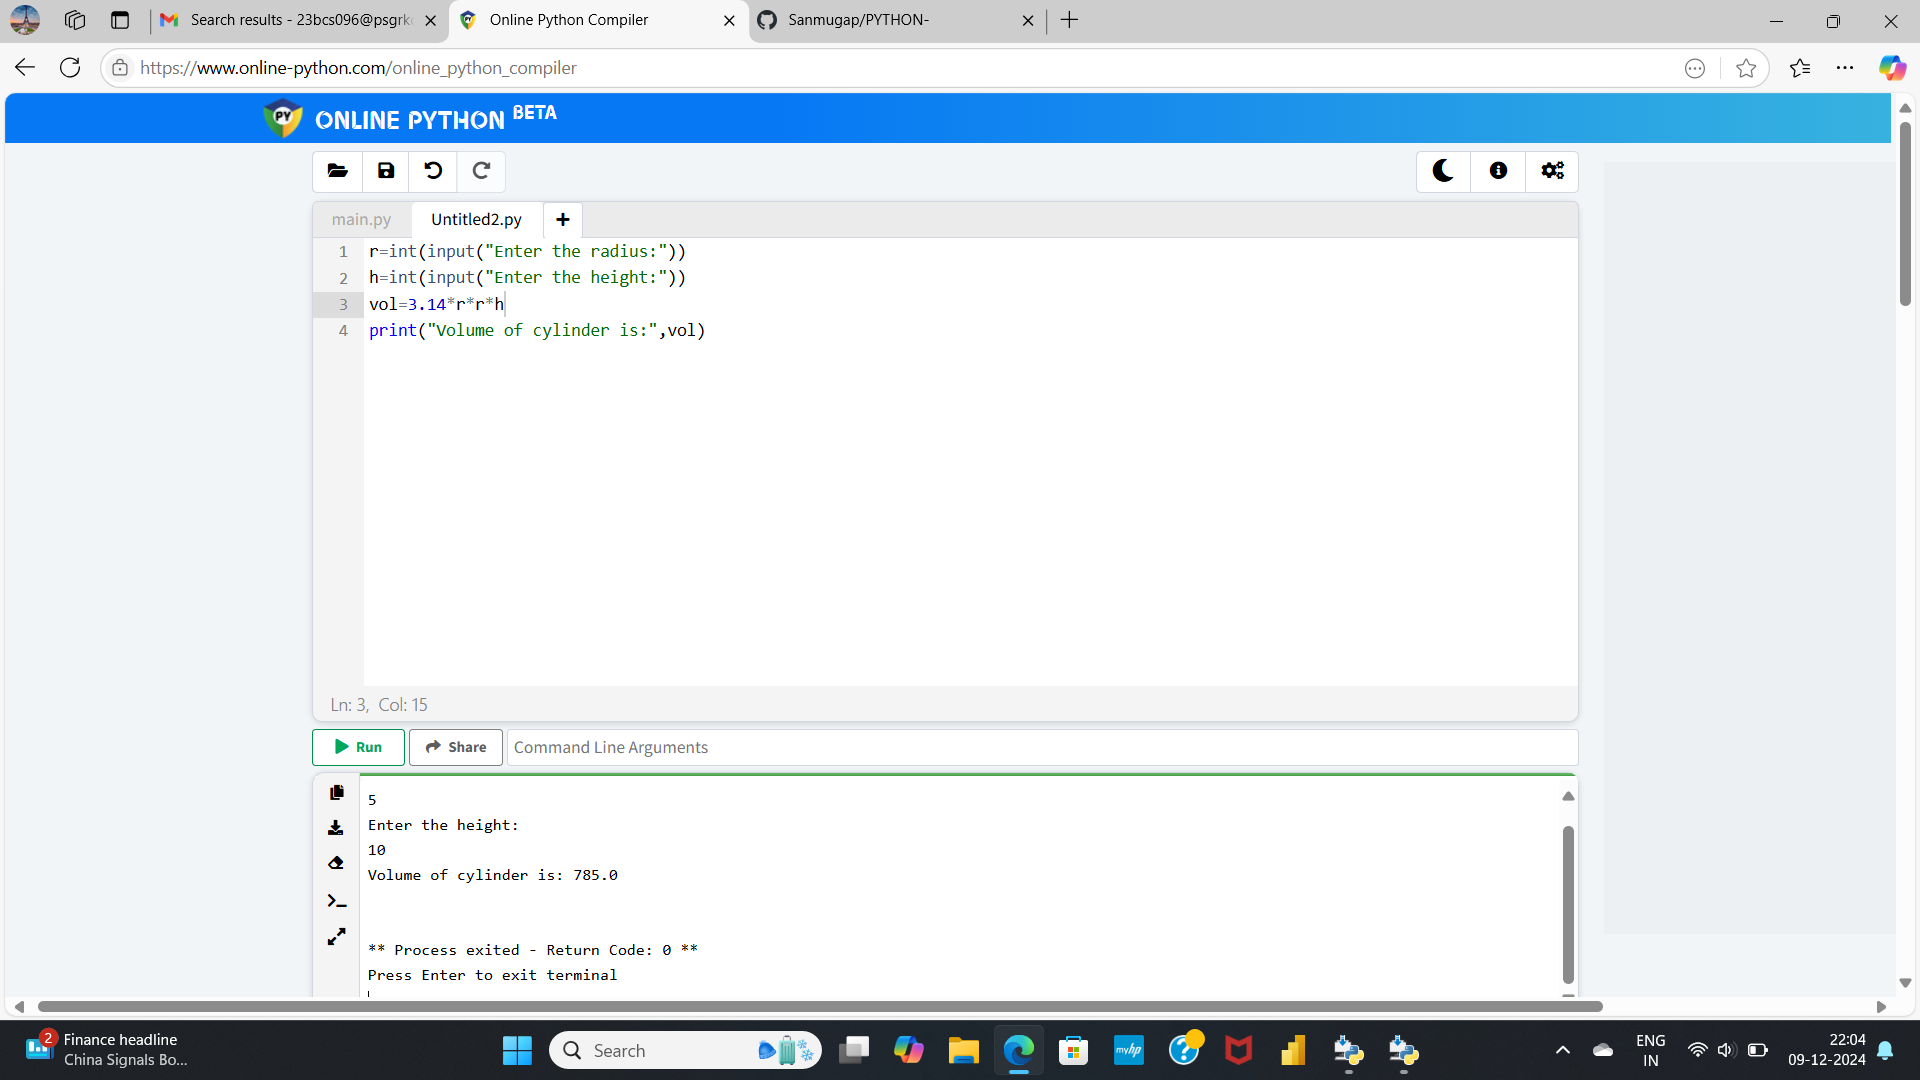 Search results - 23bcs096@psgrk
Online Python Compiler
Sanmugap/PYTHON-
https://www.online-python.com/online_python_compiler
PY
ONLINE PYTHON BETA
main.py
Untitled2.py
1 r=int(input("Enter the radius:"))
2 h=int(input("Enter the height:"))
3 vol=3.14*r*r*h
4 print("Volume of cylinder is:",vol)
Ln: 3, Col: 15
Run
Share
Command Line Arguments
5
Enter the height:
10
Volume of cylinder is: 785.0
** Process exited - Return Code: 0 **
Press Enter to exit terminal
2
Finance headline
China Signals Bo...
Search
myhp
ENG
IN
22:04
09-12-2024